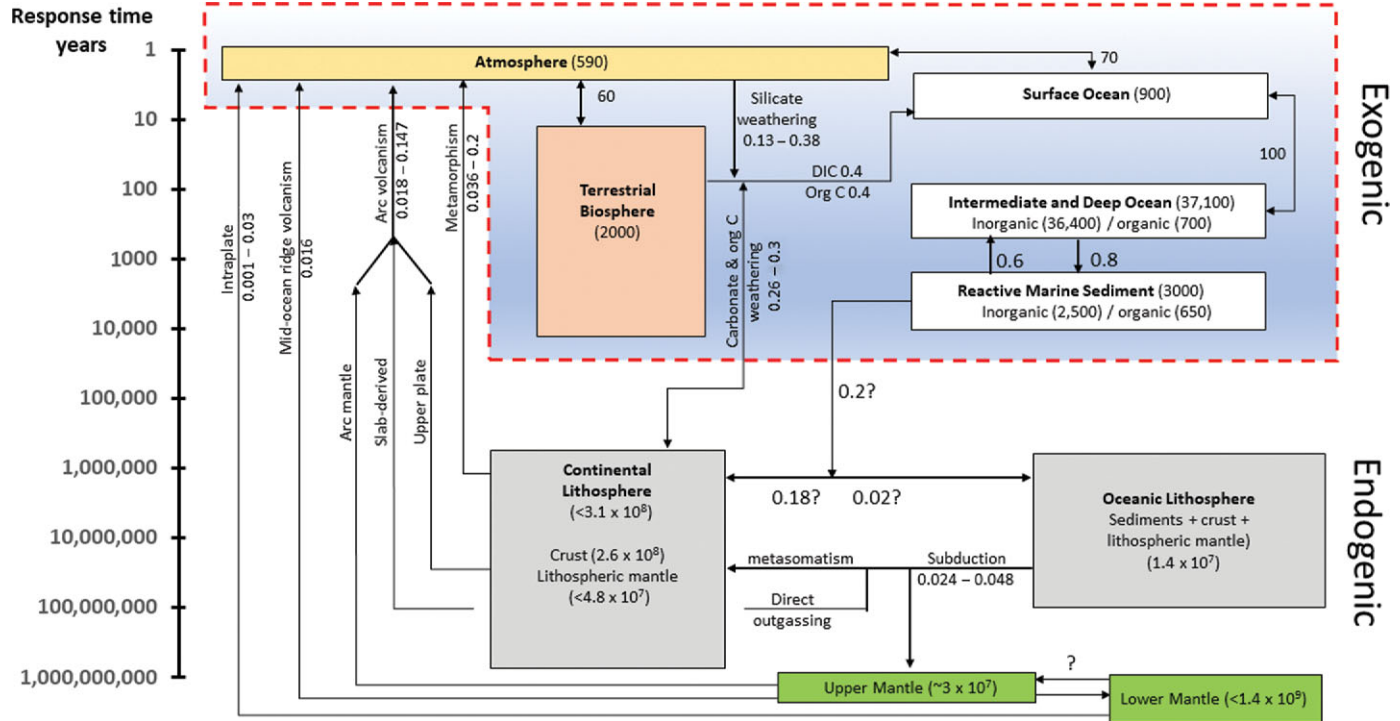 Response time
years
1
10
100
1000
10,000
100,000
1,000,000
10,000,000
100,000,000
1,000,000,000
Atmosphere (590)
70
Surface Ocean (900)
100
Intermediate and Deep Ocean (37,100)
Inorganic (36,400) / organic (700)
0.6
0.8
Reactive Marine Sediment (3000)
Inorganic (2,500) / organic (650)
60
Terrestrial
Biosphere
(2000)
Silicate
weathering
0.13 – 0.38
DIC 0.4
Org C 0.4
Carbonate & org C
weathering
0.26 – 0.3
Intraplate
0.001 – 0.03
Mid-ocean ridge volcanism
0.016
Arc volcanism
0.018 – 0.147
Metamorphism
0.036 – 0.2
Arc mantle
Slab-derived
Upper plate
Exogenic
Endogenic
0.2?
0.18?
0.02?
Continental
Lithosphere
(<3.1 x 10⁸)
Crust (2.6 x 10⁸)
Lithospheric mantle
(<4.8 x 10⁷)
Oceanic Lithosphere
Sediments + crust +
lithospheric mantle)
(1.4 x 10⁷)
metasomatism
Subduction
0.024 – 0.048
Direct
outgassing
?
Upper Mantle (~3 x 10⁷)
Lower Mantle (<1.4 x 10⁹)